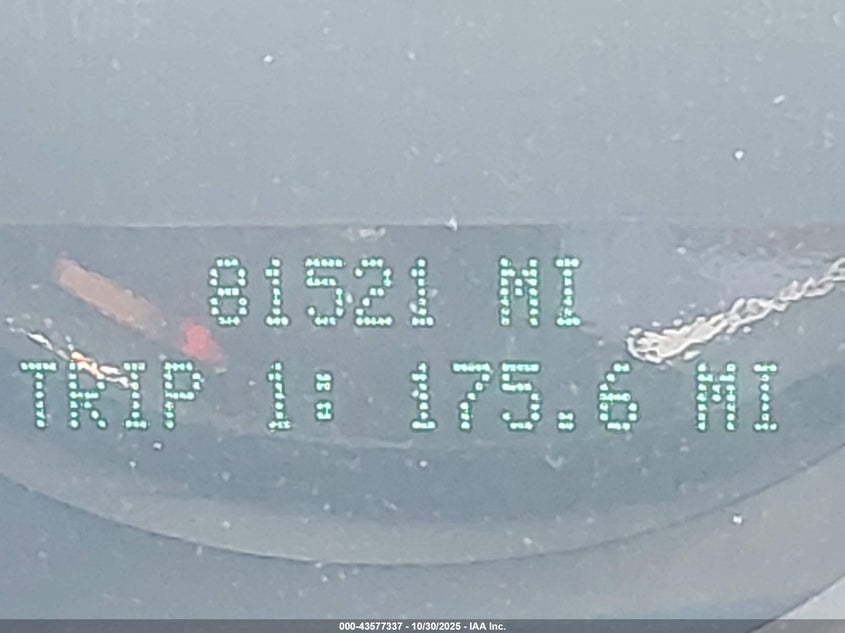 81521 MI
TRIP 1: 175.6 MI
000-43577337 - 10/30/2025 - IAA Inc.